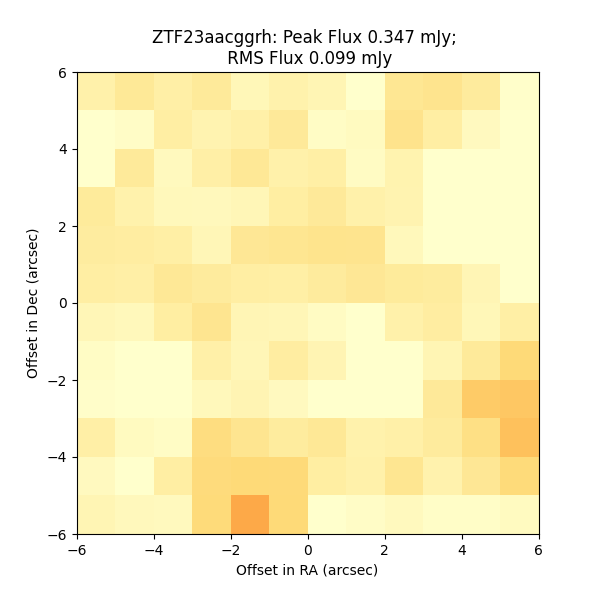 ZTF23aacggrh: Peak Flux 0.347 mJy;
RMS Flux 0.099 mJy
6
4
2
0
−2
−4
−6
Offset in Dec (arcsec)
−6 −4 −2 0 2 4 6
Offset in RA (arcsec)